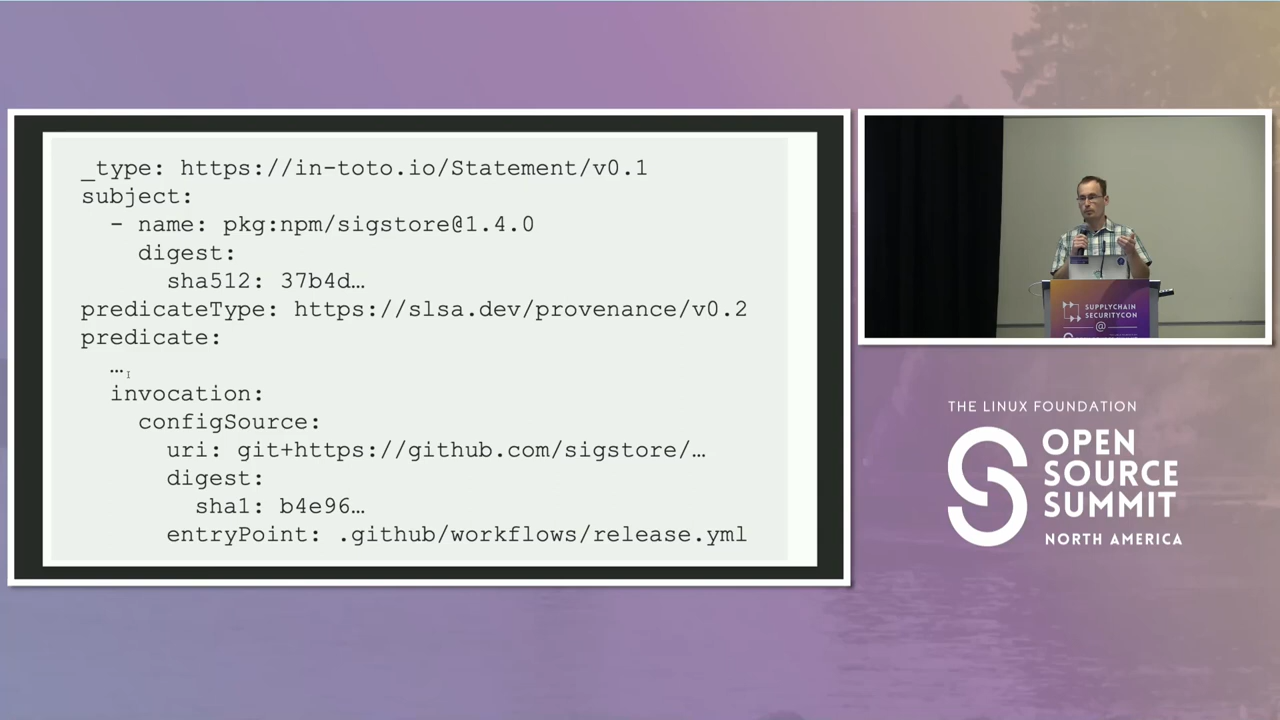 _type: https://in-toto.io/Statement/v0.1
subject:
- name: pkg:npm/sigstore@1.4.0
digest:
sha512: 37b4d…
predicateType: https://slsa.dev/provenance/v0.2
predicate:
…
invocation:
configSource:
uri: git+https://github.com/sigstore/…
digest:
sha1: b4e96…
entryPoint: .github/workflows/release.yml
SUPPLYCHAIN
SECURITYCON
@
THE LINUX FOUNDATION
OPEN
SOURCE
SUMMIT
NORTH AMERICA